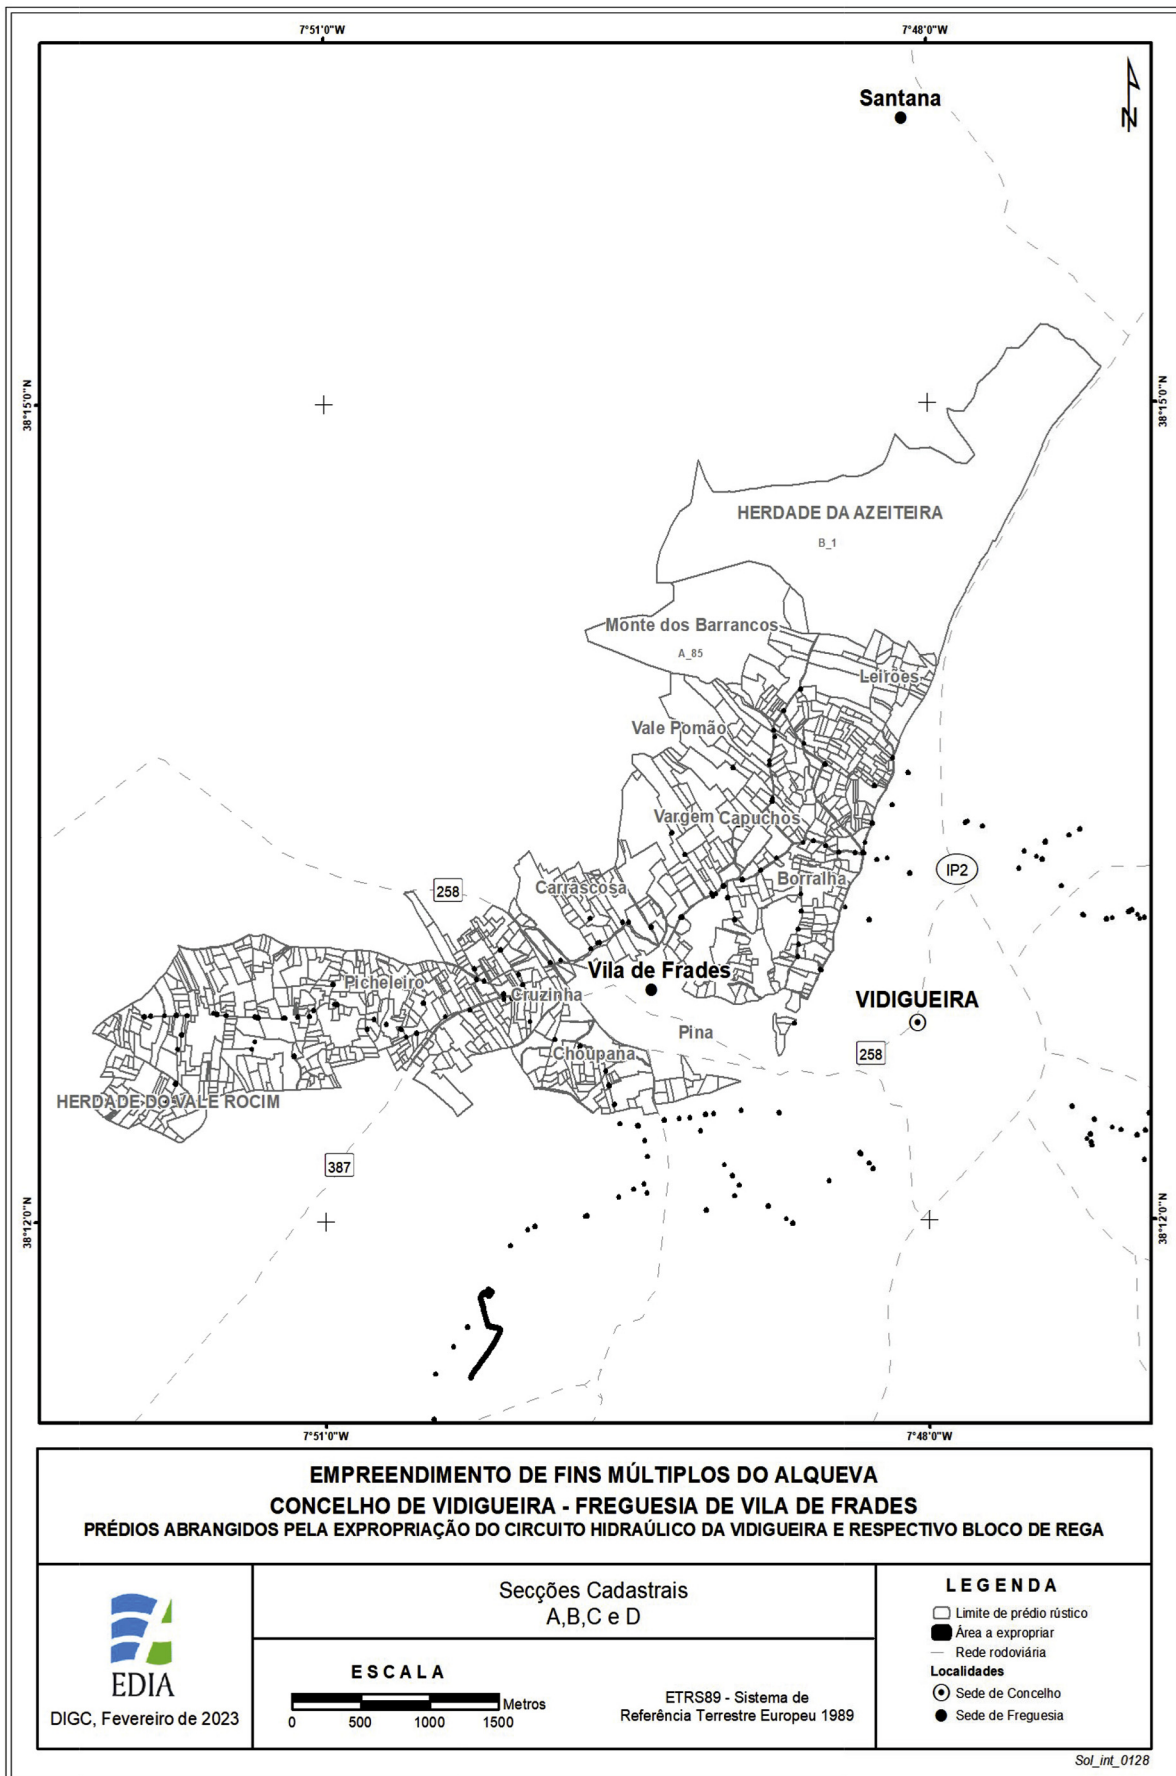 7°51'0"W
7°48'0"W
Santana
38°15'0"N
38°15'0"N
HERDADE DA AZEITEIRA
B_1
Monte dos Barrancos
A_85
Leirões
Vale Pomão
Vargem
Capuchos
IP2
Borralha
Carrascosa
258
Vila de Frades
Picheleiro
Cruzinha
VIDIGUEIRA
Pina
258
Choupana
HERDADE DO VALE ROCIM
387
38°12'0"N
38°12'0"N
7°51'0"W
7°48'0"W
EMPREENDIMENTO DE FINS MÚLTIPLOS DO ALQUEVA
CONCELHO DE VIDIGUEIRA - FREGUESIA DE VILA DE FRADES
PRÉDIOS ABRANGIDOS PELA EXPROPRIAÇÃO DO CIRCUITO HIDRAÚLICO DA VIDIGUEIRA E RESPECTIVO BLOCO DE REGA
EDIA
DIGC, Fevereiro de 2023
Secções Cadastrais
A,B,C e D
ESCALA
Metros
0 500 1000 1500
ETRS89 - Sistema de
Referência Terrestre Europeu 1989
LEGENDA
Limite de prédio rústico
Área a expropriar
Rede rodoviária
Localidades
Sede de Concelho
Sede de Freguesia
Sol_int_0128
N